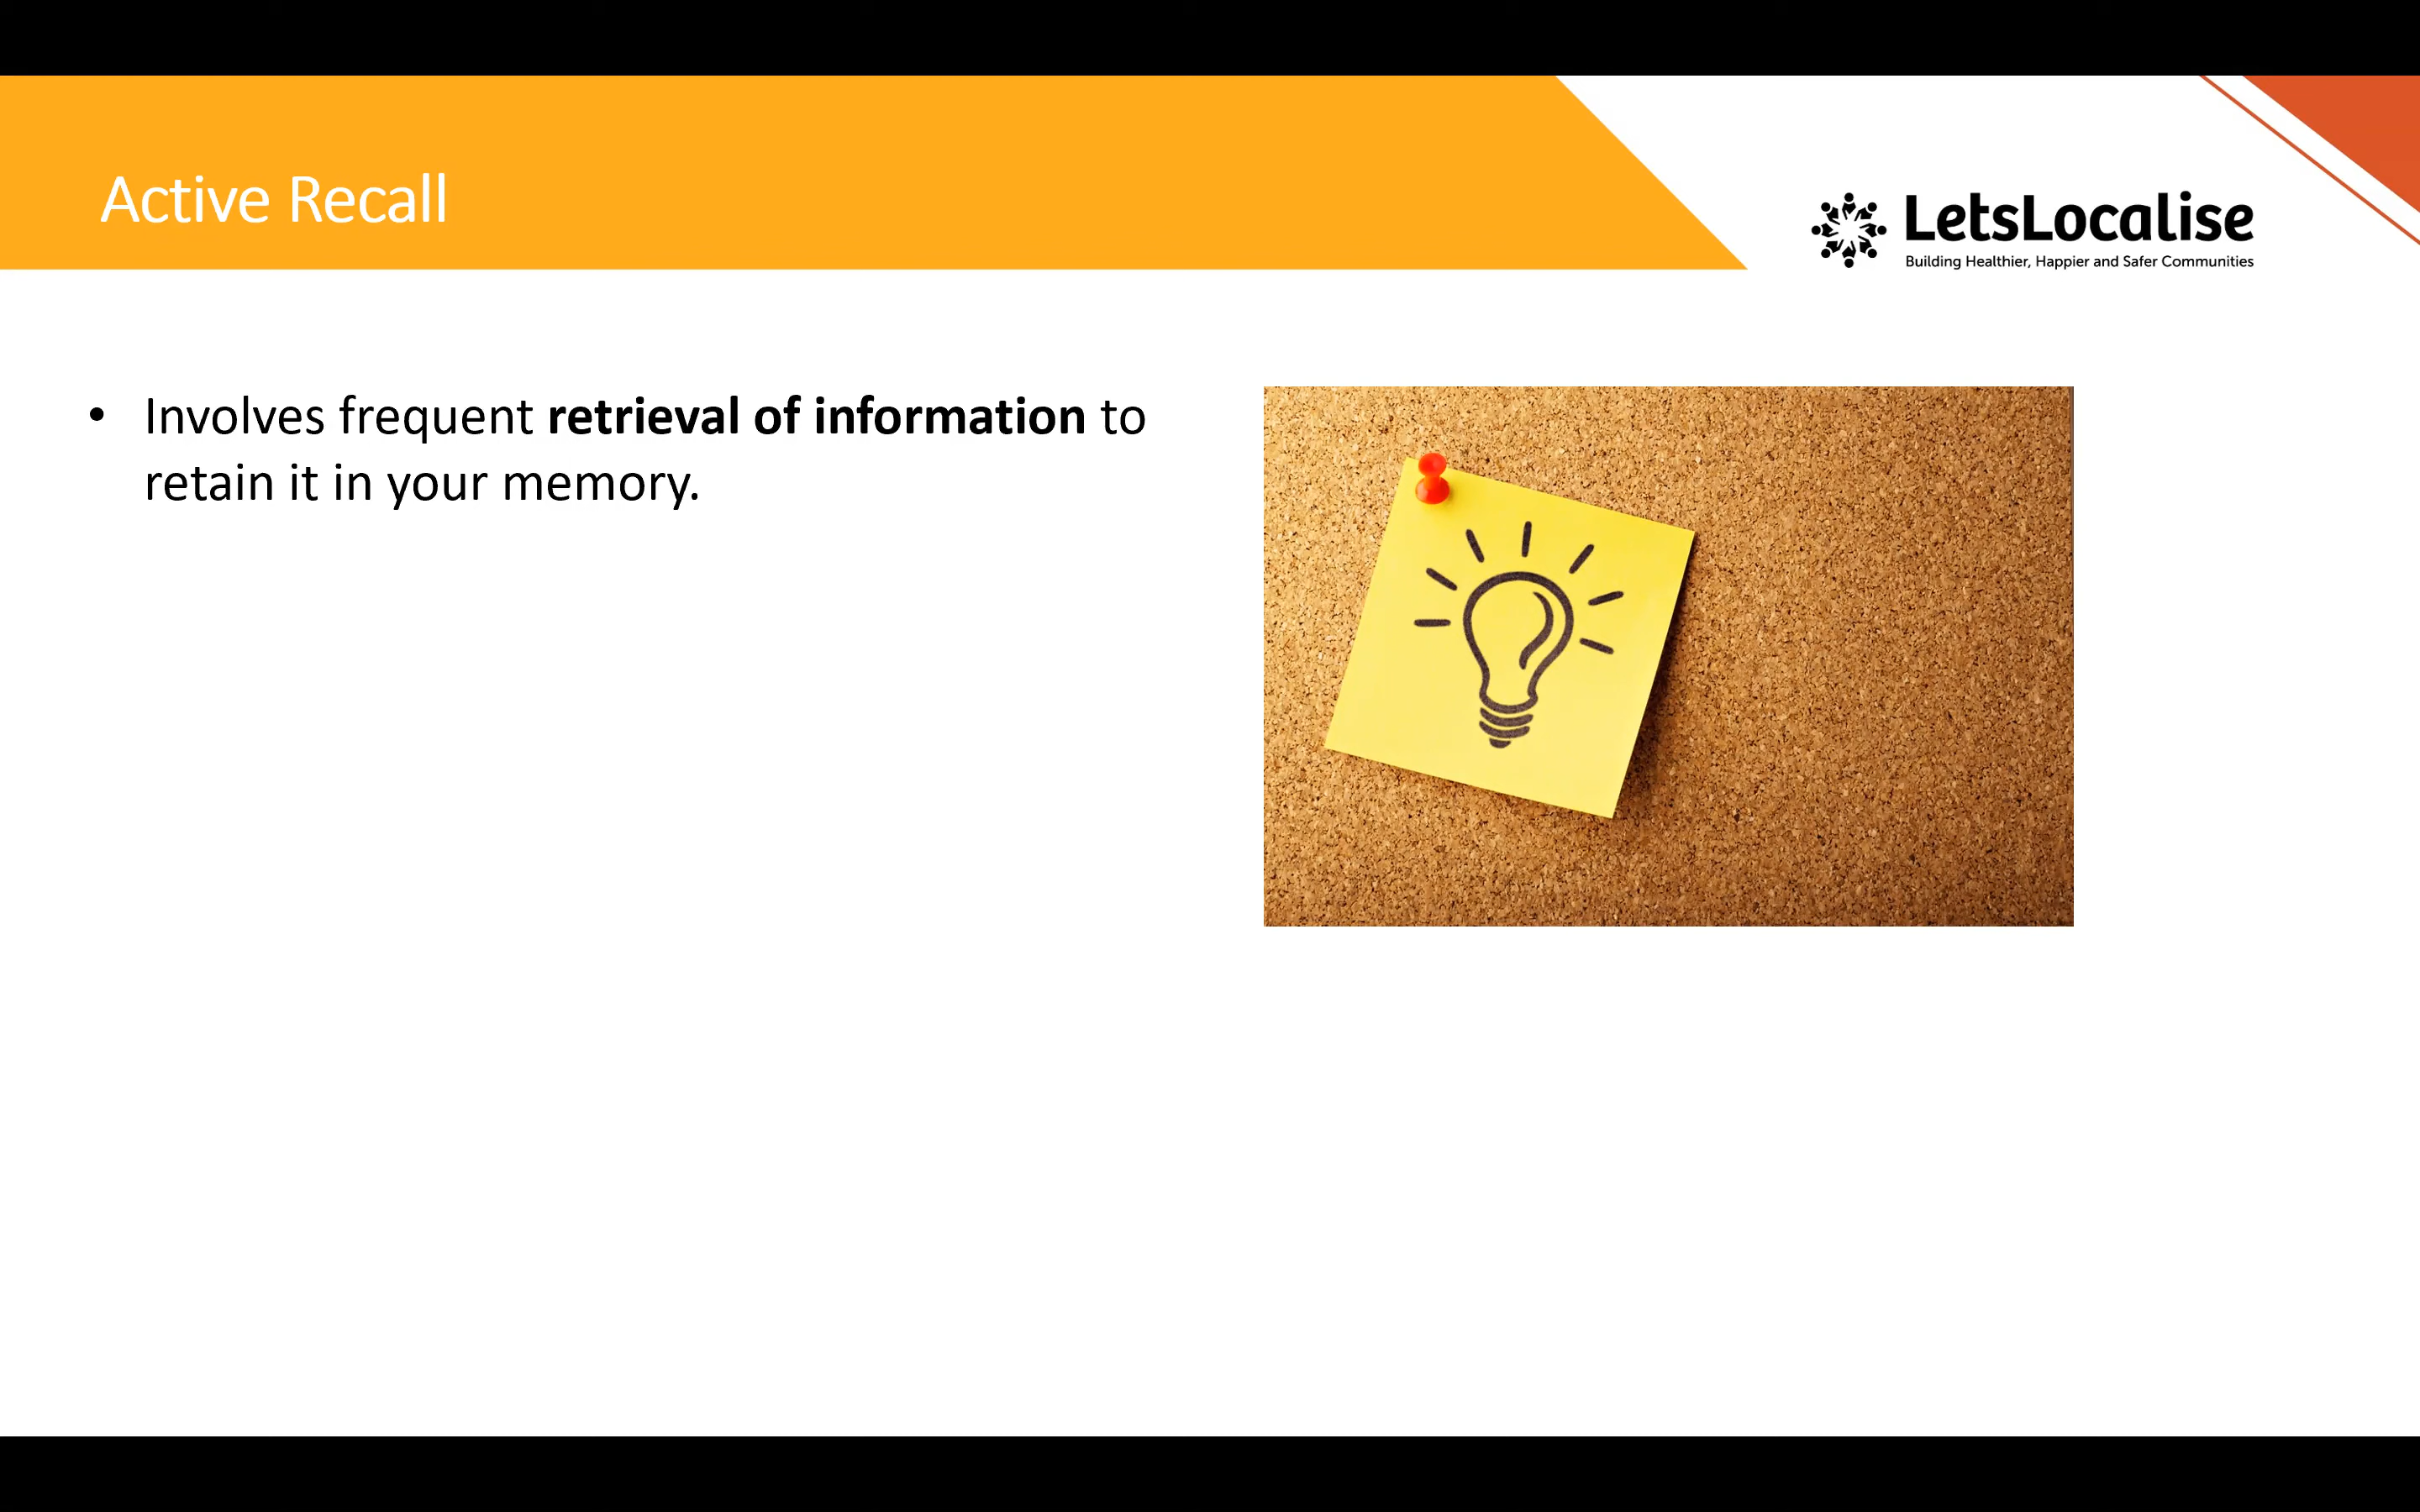 Active Recall
LetsLocalise
Building Healthier, Happier and Safer Communities
• Involves frequent retrieval of information to
retain it in your memory.